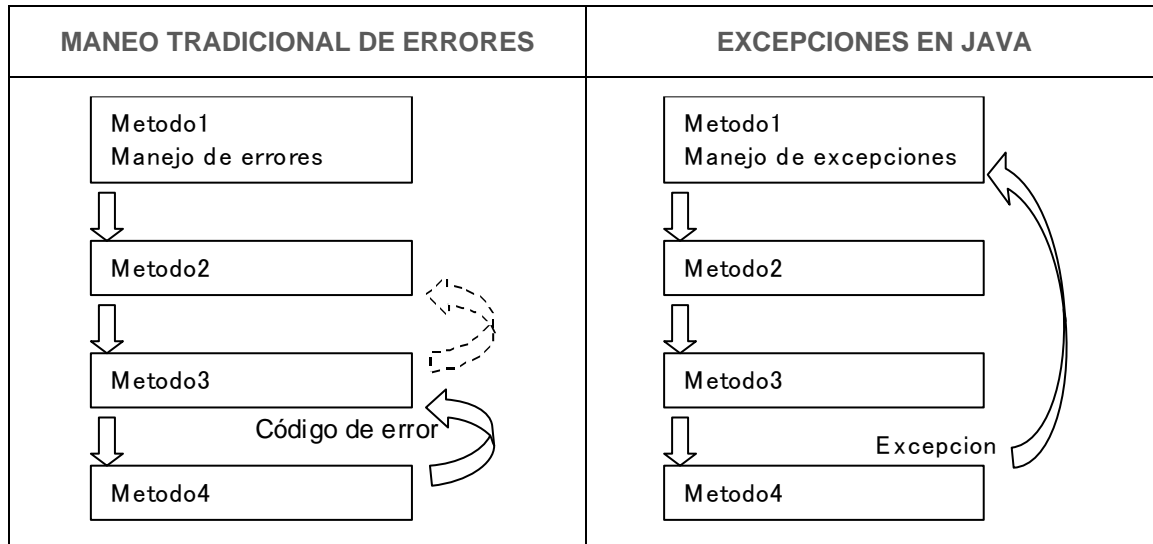 MANEO TRADICIONAL DE ERRORES
Metodo1
Manejo de errores
Metodo2
Metodo3
Código de error
Metodo4
EXCEPCIONES EN JAVA
Metodo1
Manejo de excepciones
Metodo2
Metodo3
Excepcion
Metodo4